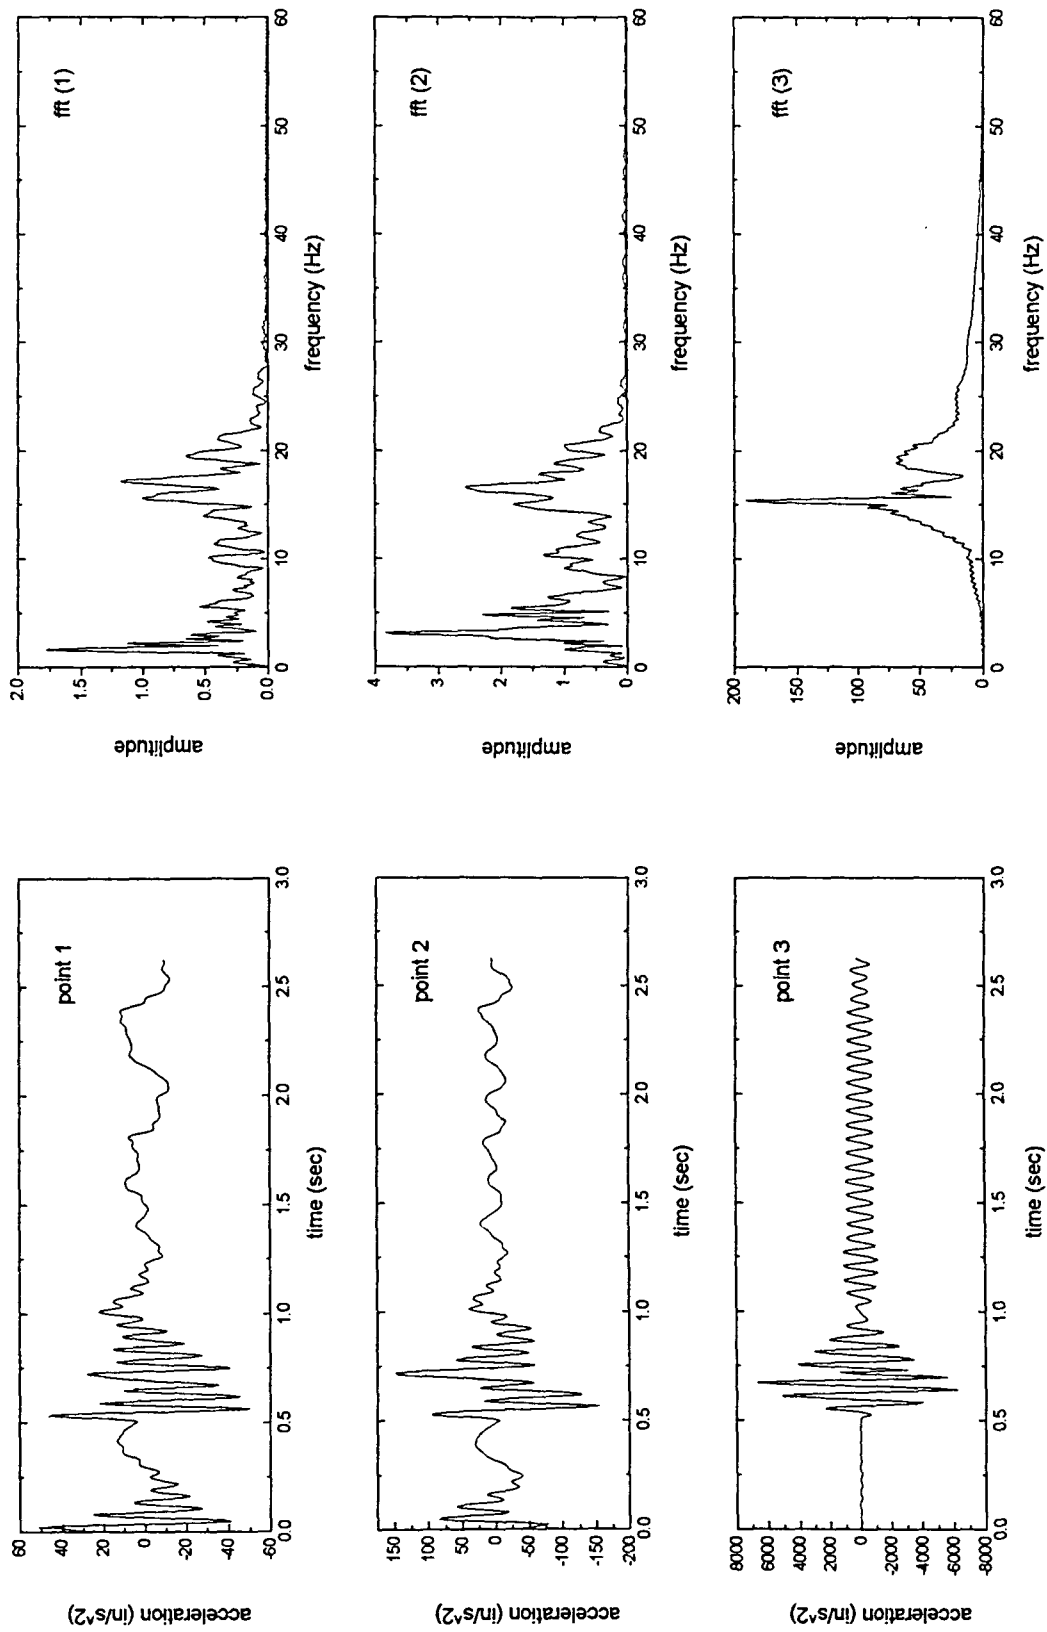 60
40
20
0
-20
-40
-60
acceleration (in/s^2)
point 1
0.0 0.5 1.0 1.5 2.0 2.5 3.0
time (sec)
2.0
1.5
1.0
0.5
0.0
amplitude
fft (1)
0 10 20 30 40 50 60
frequency (Hz)
150
100
50
0
-50
-100
-150
-200
acceleration (in/s^2)
point 2
0.0 0.5 1.0 1.5 2.0 2.5 3.0
time (sec)
4
3
2
1
0
amplitude
fft (2)
0 10 20 30 40 50 60
frequency (Hz)
8000
6000
4000
2000
0
-2000
-4000
-6000
-8000
acceleration (in/s^2)
point 3
0.0 0.5 1.0 1.5 2.0 2.5 3.0
time (sec)
200
150
100
50
0
amplitude
fft (3)
0 10 20 30 40 50 60
frequency (Hz)